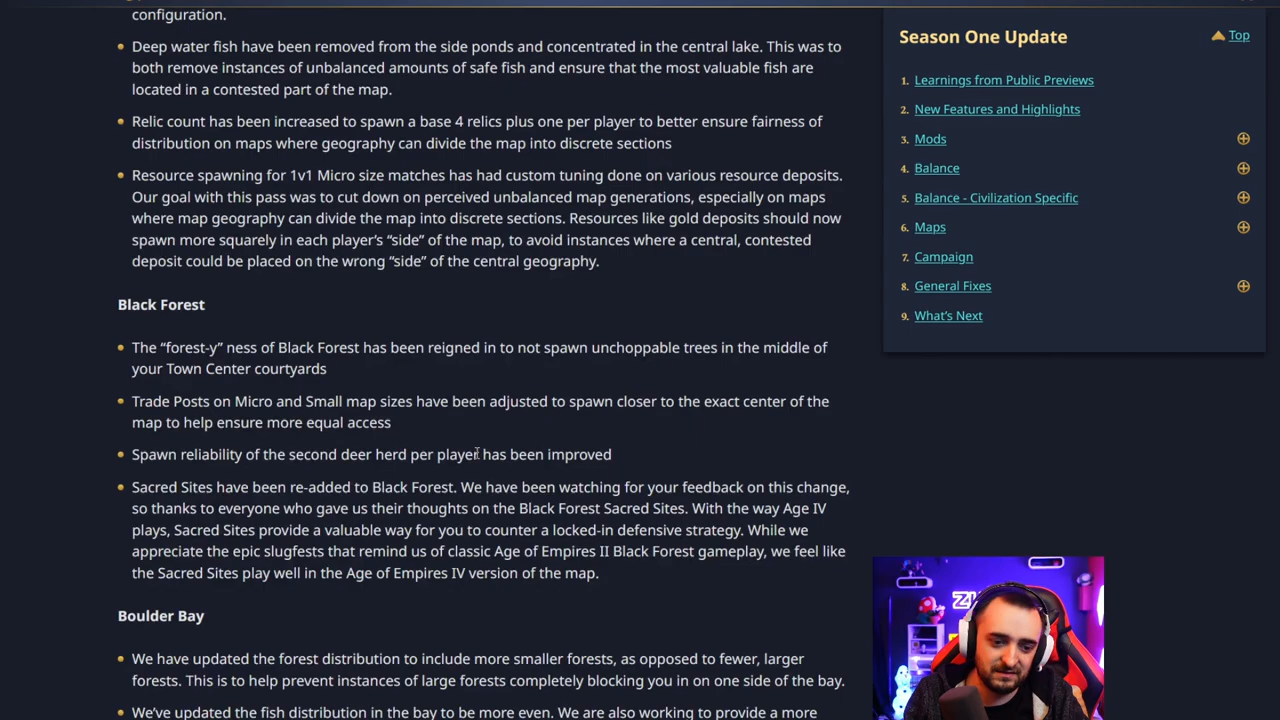 configuration.
Deep water fish have been removed from the side ponds and concentrated in the central lake. This was to
both remove instances of unbalanced amounts of safe fish and ensure that the most valuable fish are
located in a contested part of the map.
Relic count has been increased to spawn a base 4 relics plus one per player to better ensure fairness of
distribution on maps where geography can divide the map into discrete sections
Resource spawning for 1v1 Micro size matches has had custom tuning done on various resource deposits.
Our goal with this pass was to cut down on perceived unbalanced map generations, especially on maps
where map geography can divide the map into discrete sections. Resources like gold deposits should now
spawn more squarely in each player's “side” of the map, to avoid instances where a central, contested
deposit could be placed on the wrong “side” of the central geography.
Black Forest
The “forest-y” ness of Black Forest has been reigned in to not spawn unchoppable trees in the middle of
your Town Center courtyards
Trade Posts on Micro and Small map sizes have been adjusted to spawn closer to the exact center of the
map to help ensure more equal access
Spawn reliability of the second deer herd per player has been improved
Sacred Sites have been re-added to Black Forest. We have been watching for your feedback on this change,
so thanks to everyone who gave us their thoughts on the Black Forest Sacred Sites. With the way Age IV
plays, Sacred Sites provide a valuable way for you to counter a locked-in defensive strategy. While we
appreciate the epic slugfests that remind us of classic Age of Empires II Black Forest gameplay, we feel like
the Sacred Sites play well in the Age of Empires IV version of the map.
Boulder Bay
We have updated the forest distribution to include more smaller forests, as opposed to fewer, larger
forests. This is to help prevent instances of large forests completely blocking you in on one side of the bay.
We've updated the fish distribution in the bay to be more even. We are also working to provide a more
Season One Update
Top
1. Learnings from Public Previews
2. New Features and Highlights
3. Mods
4. Balance
5. Balance - Civilization Specific
6. Maps
7. Campaign
8. General Fixes
9. What's Next